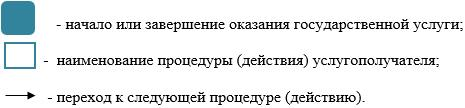 - начало или завершение оказания государственной услуги;
- наименование процедуры (действия) услугополучателя;
- переход к следующей процедуре (действию).